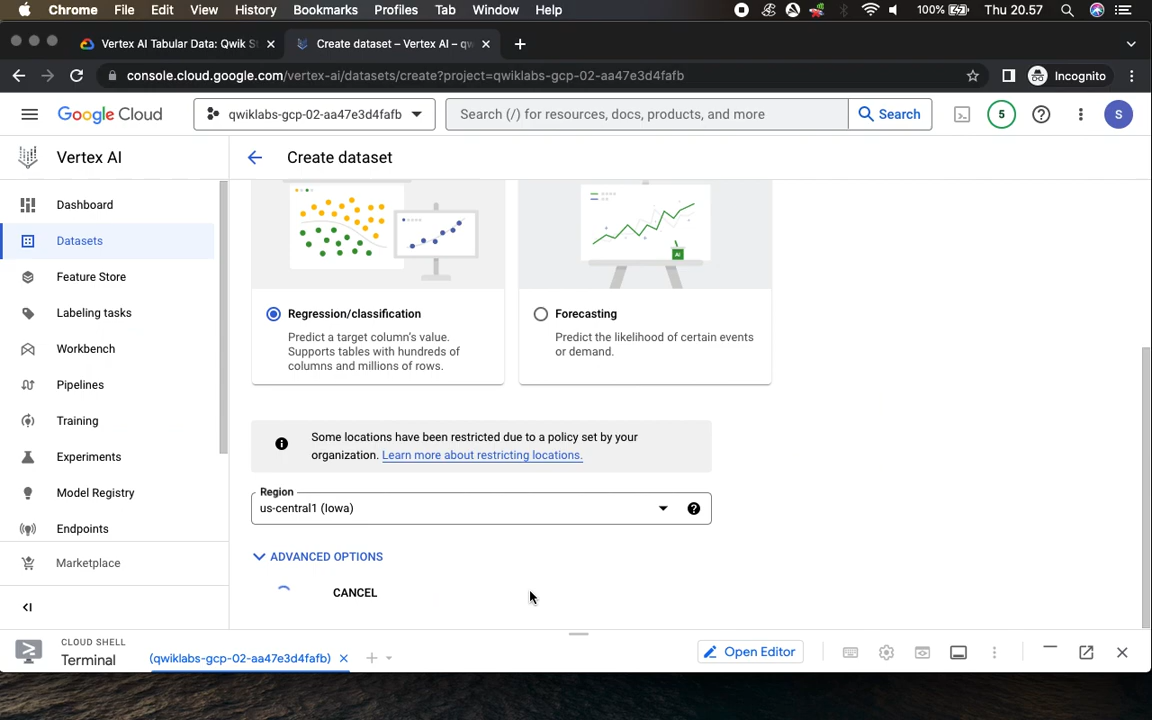 Chrome File Edit View History Bookmarks Profiles Tab Window Help 100% Thu 20.57
Vertex AI Tabular Data: Qwik St
Create dataset – Vertex AI – qw
console.cloud.google.com/vertex-ai/datasets/create?project=qwiklabs-gcp-02-aa47e3d4fafb
Incognito
Google Cloud
qwiklabs-gcp-02-aa47e3d4fafb
Search (/) for resources, docs, products, and more
Search
5
S
Vertex AI
Create dataset
Dashboard
Datasets
Feature Store
Labeling tasks
Workbench
Pipelines
Training
Experiments
Model Registry
Endpoints
Marketplace
AI
Regression/classification
Predict a target column's value.
Supports tables with hundreds of
columns and millions of rows.
Forecasting
Predict the likelihood of certain events
or demand.
Some locations have been restricted due to a policy set by your
organization. Learn more about restricting locations.
Region
us-central1 (Iowa)
ADVANCED OPTIONS
CANCEL
CLOUD SHELL
Terminal
(qwiklabs-gcp-02-aa47e3d4fafb)
Open Editor